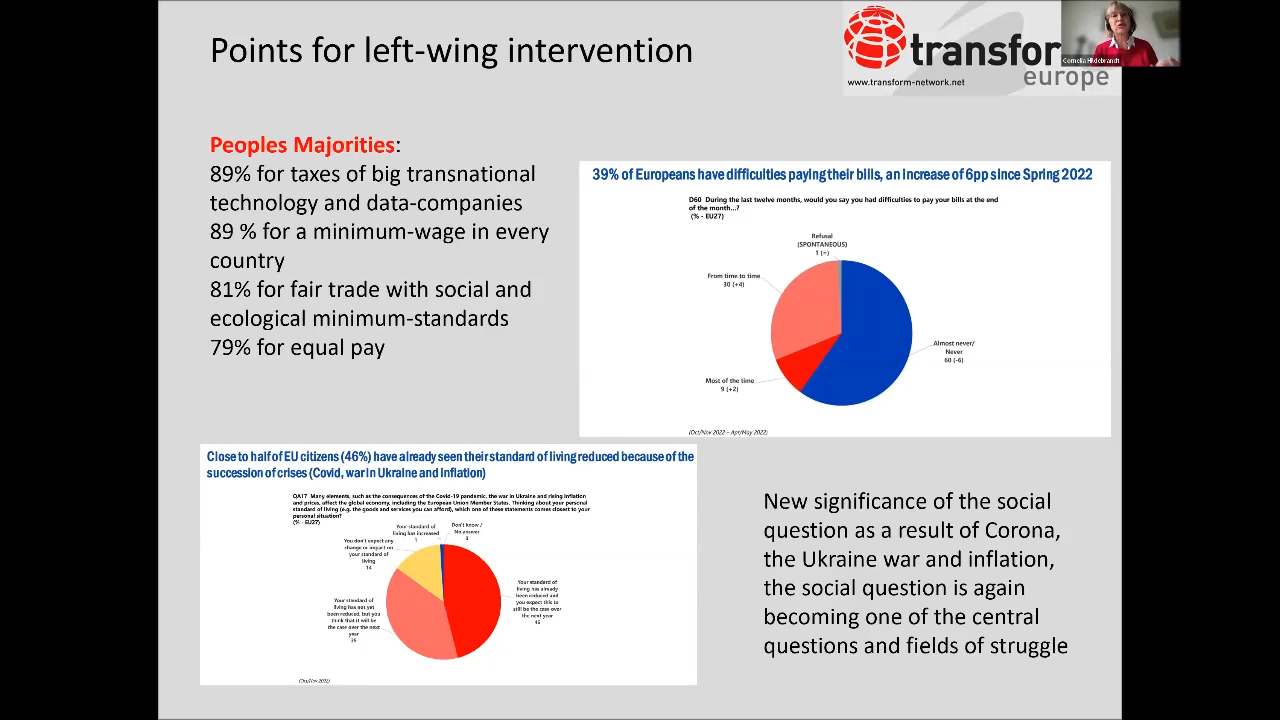 Points for left-wing intervention
transfor
europe
www.transform-network.net
Cornelia Hildebrandt
Peoples Majorities:
89% for taxes of big transnational
technology and data-companies
89 % for a minimum-wage in every
country
81% for fair trade with social and
ecological minimum-standards
79% for equal pay
39% of Europeans have difficulties paying their bills, an increase of 6pp since Spring 2022
D60 During the last twelve months, would you say you had difficulties to pay your bills at the end
of the month...?
(% - EU27)
Refusal
(SPONTANEOUS)
1 (=)
From time to time
30 (+4)
Almost never/
Never
60 (-6)
Most of the time
9 (+2)
(Oct/Nov 2022 – Apr/May 2022)
Close to half of EU citizens (46%) have already seen their standard of living reduced because of the
succession of crises (Covid, war in Ukraine and inflation)
QA17 Many elements, such as the consequences of the Covid-19 pandemic, the war in Ukraine and rising inflation
and prices, affect the global economy, including the European Union Member States. Thinking about your personal
standard of living (e.g. the goods and services you can afford), which one of these statements comes closest to your
personal situation?
(% - EU27)
Your standard of
living has increased
1
Don't know /
No answer
You don't expect any
change or impact on
your standard of
living
14
Your standard of
living has already
been reduced and
you expect this to
still be the case over
the next year
Your standard of
living has not yet
been reduced, but you
think that it will be
the case over the next
year
(Oct/Nov 2022)
New significance of the social
question as a result of Corona,
the Ukraine war and inflation,
the social question is again
becoming one of the central
questions and fields of struggle